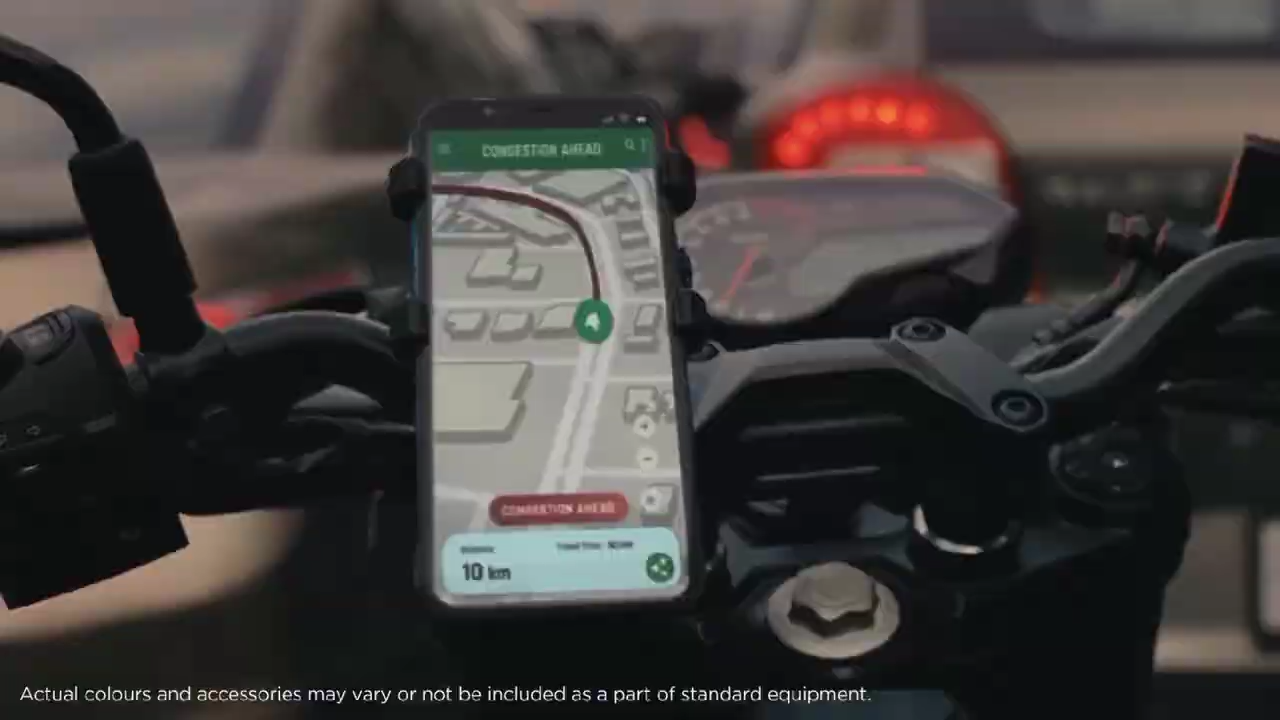 CONGESTION AHEAD
CONGESTION AHEAD
10 km
Actual colours and accessories may vary or not be included as a part of standard equipment.